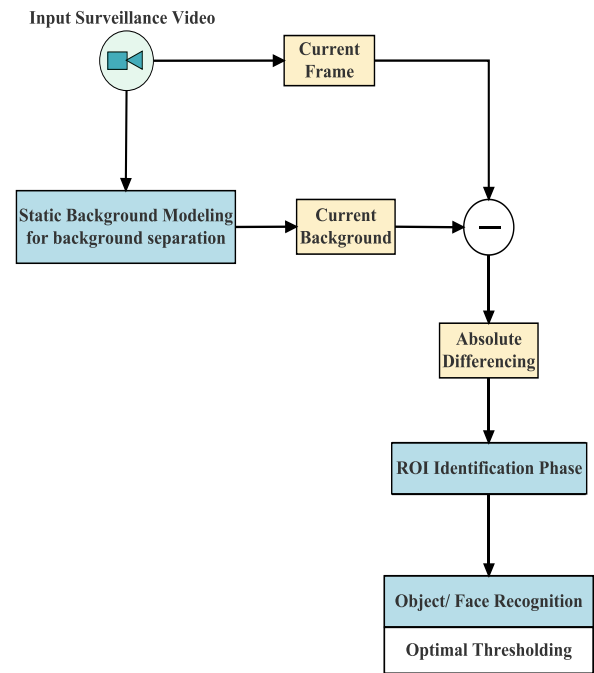 Input Surveillance Video
Current
Frame
Static Background Modeling
for background separation
Current
Background
Absolute
Differencing
ROI Identification Phase
Object/ Face Recognition
Optimal Thresholding